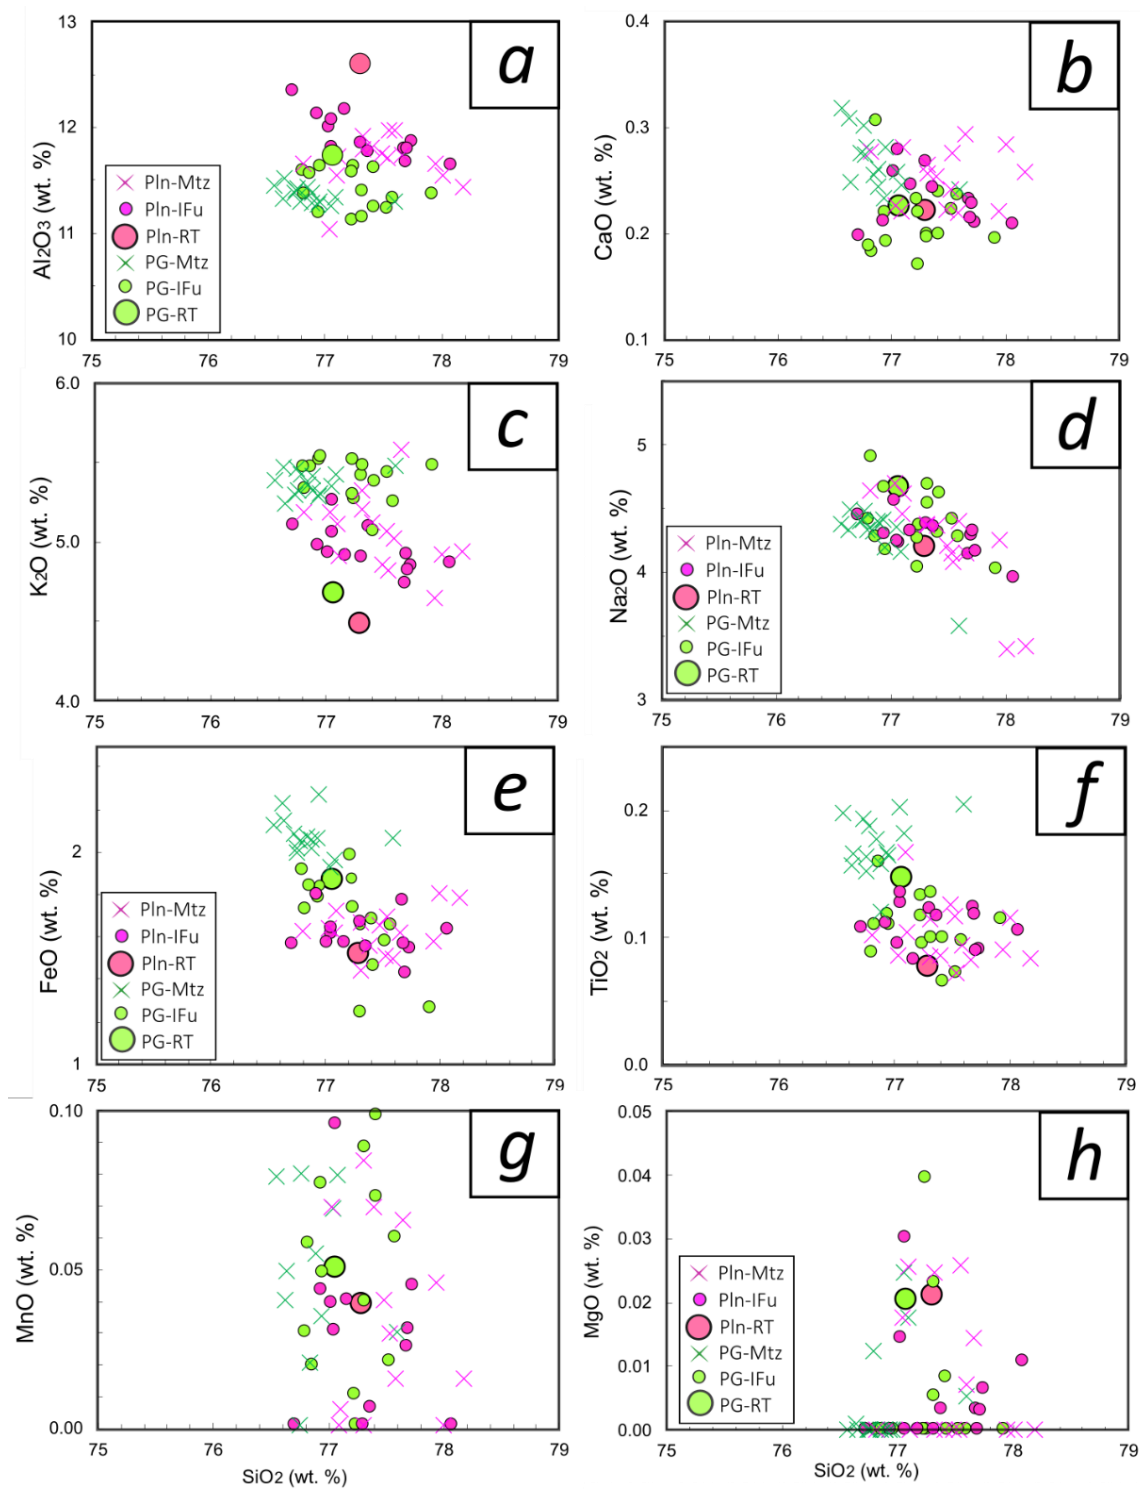 13
a
Al2O3 (wt. %)
12
11
10
Pln-Mtz
Pln-IFu
Pln-RT
PG-Mtz
PG-IFu
PG-RT
75 76 77 78 79
0.4
b
CaO (wt. %)
0.3
0.2
0.1
75 76 77 78 79
6.0
c
K2O (wt. %)
5.0
4.0
75 76 77 78 79
d
Na2O (wt. %)
5
4
3
Pln-Mtz
Pln-IFu
Pln-RT
PG-Mtz
PG-IFu
PG-RT
75 76 77 78 79
e
FeO (wt. %)
2
1
Pln-Mtz
Pln-IFu
Pln-RT
PG-Mtz
PG-IFu
PG-RT
75 76 77 78 79
f
TiO2 (wt. %)
0.2
0.1
0.0
75 76 77 78 79
0.10
g
MnO (wt. %)
0.05
0.00
75 76 77 78 79
SiO2 (wt. %)
0.05
h
MgO (wt. %)
0.04
0.03
0.02
0.01
0.00
Pln-Mtz
Pln-IFu
Pln-RT
PG-Mtz
PG-IFu
PG-RT
75 76 77 78 79
SiO2 (wt. %)